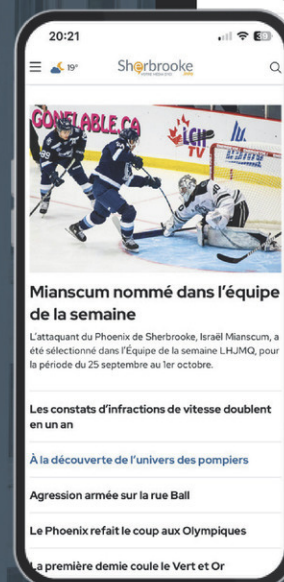 20:21
19°
Sherbrooke
GONFLABLE.CA
LCH
TV
Mianscum nommé dans l'équipe
de la semaine
L'attaquant du Phoenix de Sherbrooke, Israël Mianscum, a
été sélectionné dans l'Équipe de la semaine LHJMQ, pour
la période du 25 septembre au 1er octobre.
Les constats d'infractions de vitesse doublent
en un an
À la découverte de l'univers des pompiers
Agression armée sur la rue Ball
Le Phoenix refait le coup aux Olympiques
La première demie coule le Vert et Or